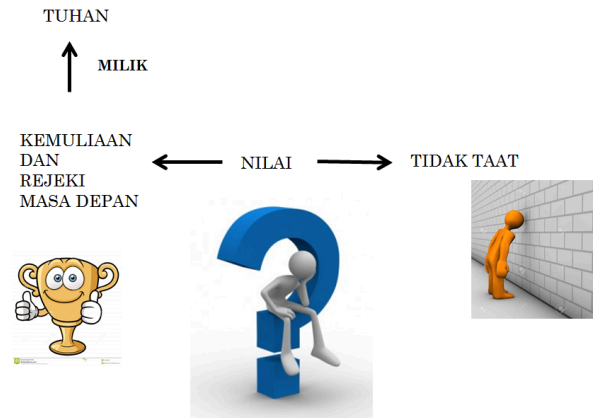 TUHAN
MILIK
KEMULIAAN
DAN
REJEKI
MASA DEPAN
NILAI
TIDAK TAAT